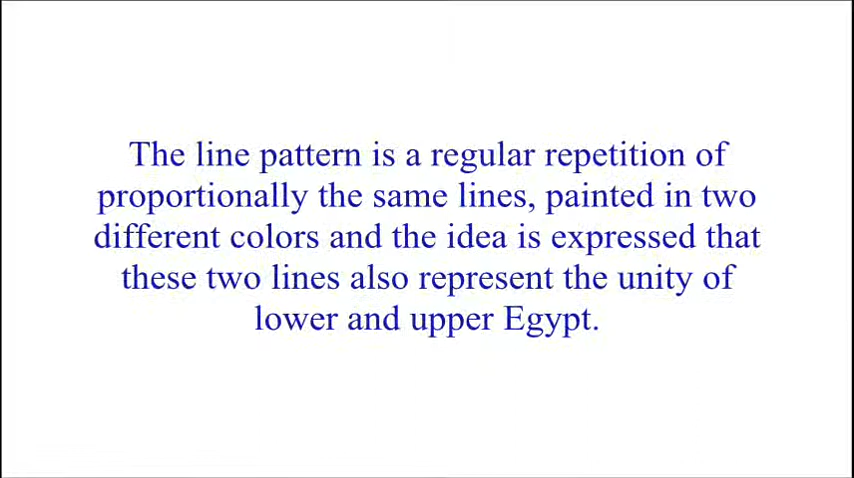 The line pattern is a regular repetition of
proportionally the same lines, painted in two
different colors and the idea is expressed that
these two lines also represent the unity of
lower and upper Egypt.